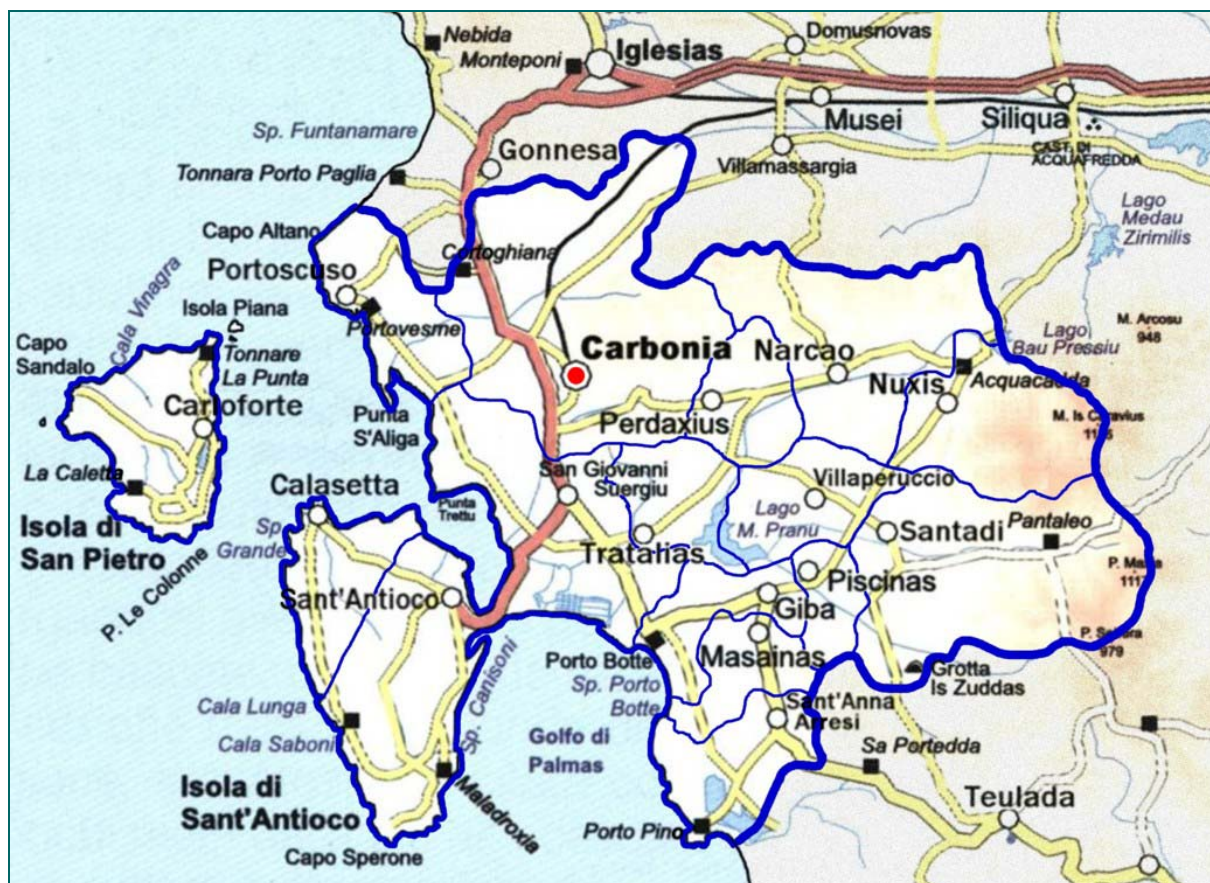 Nebida
Monteponi
Iglesias
Domusnovas
Musei
Siliqua
CAST. DI
ACQUAFREDDA
Sp. Funtanamare
Gonnesa
Villamassargia
Tonnara Porto Paglia
Lago
Medau
Zirimilis
Capo Altano
Cortoghiana
Portoscuso
Cala Vinagra
Isola Piana
Portovesme
Capo
Sandalo
Tonnare
La Punta
Carbonia
Narcao
Lago
Bau Pressiu
M. Arcosu
948
Nuxis
Acquacadda
Carloforte
Punta
S'Aliga
Perdaxius
M. Is Caravius
La Caletta
Calasetta
San Giovanni
Suergiu
Villaperuccio
Punta
Trettu
Isola di
San Pietro
Sp.
Grande
Lago
M. Pranu
Santadi
Pantaleo
Tratalias
P. Le Colonne
Sant'Antioco
Piscinas
Giba
P. Maxia
1117
Porto Botte
Masainas
979
Grotta
Is Zuddas
Sp. Porto
Botte
Sp. Canisoni
Cala Lunga
Cala Saboni
Golfo di
Palmas
Sant'Anna
Arresi
Sa Portedda
Isola di
Sant'Antioco
Maladroxia
Teulada
Porto Pino
Capo Sperone